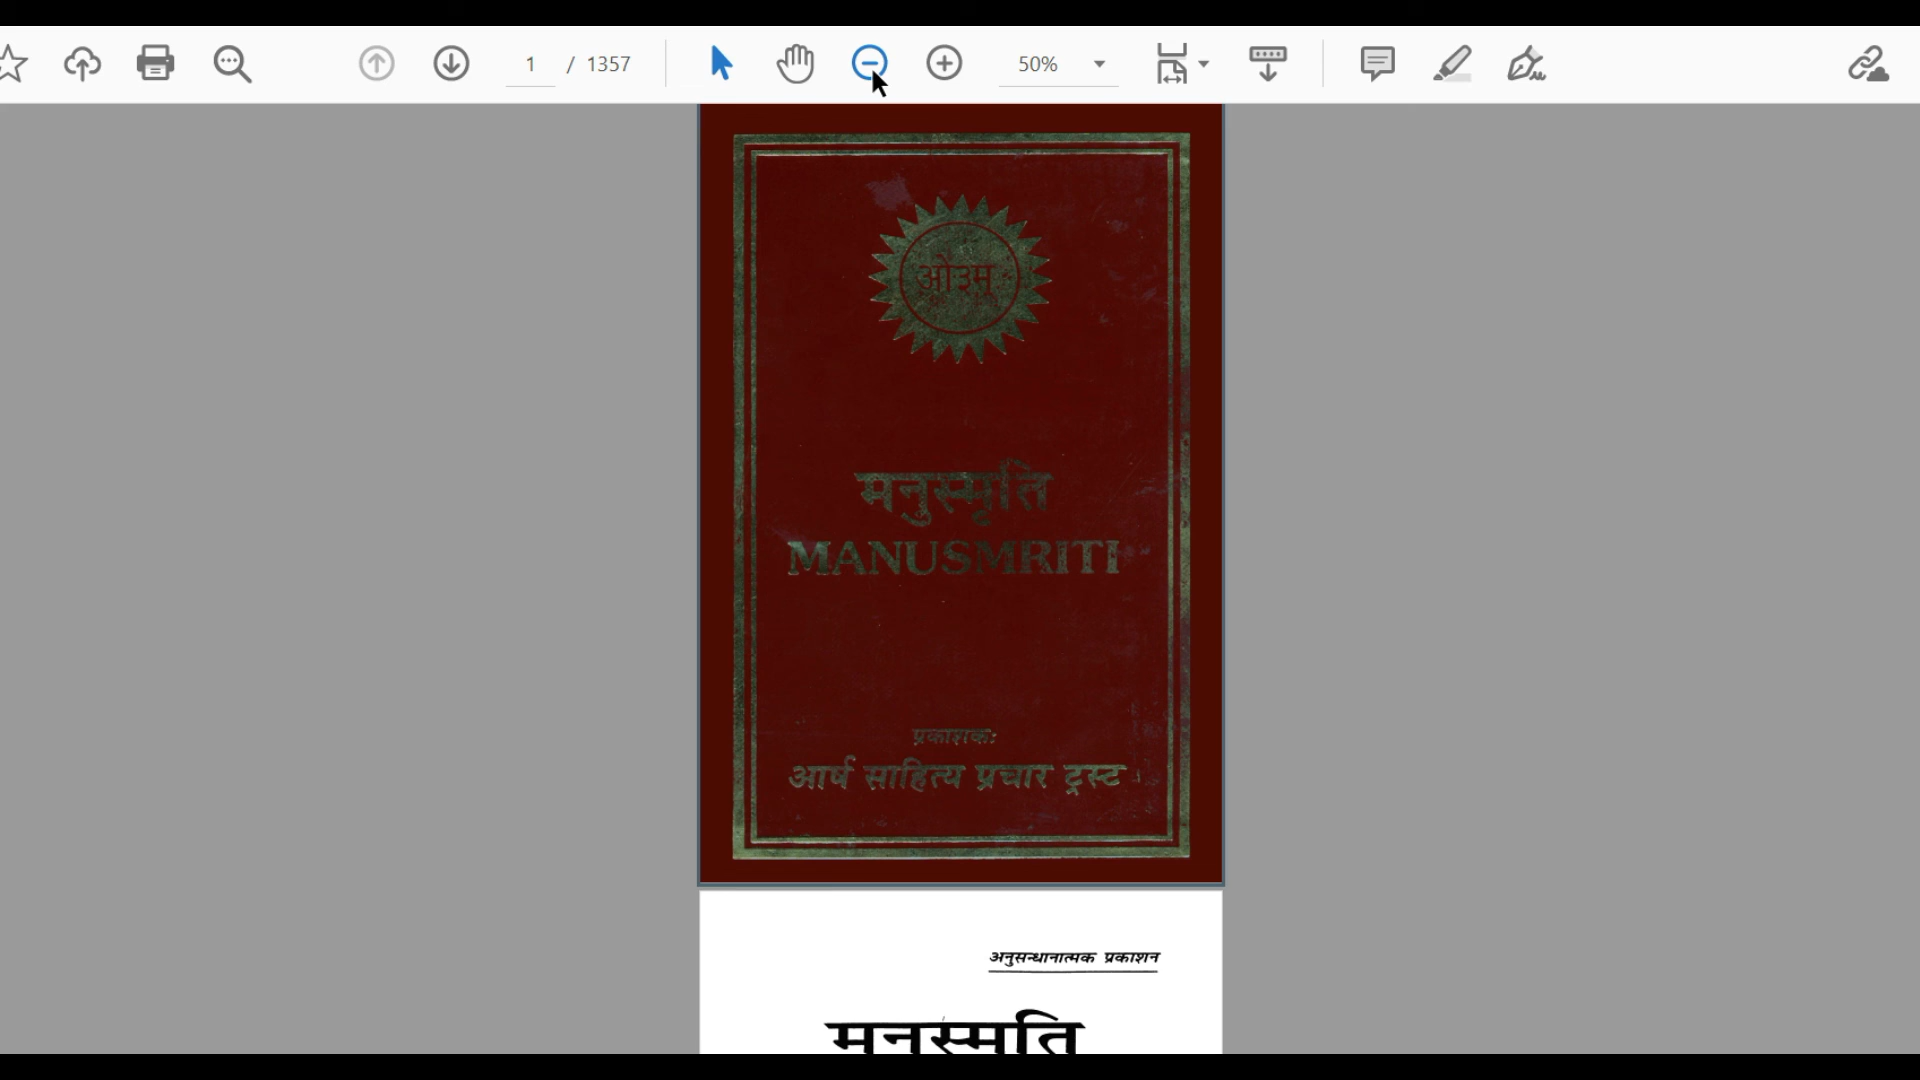 1 / 1357 50%
ओ३म्
मनुस्मृति
MANUSMRITI
प्रकाशकः
आर्ष साहित्य प्रचार ट्रस्ट
अनुसन्धानात्मक प्रकाशन
मनुस्मृति